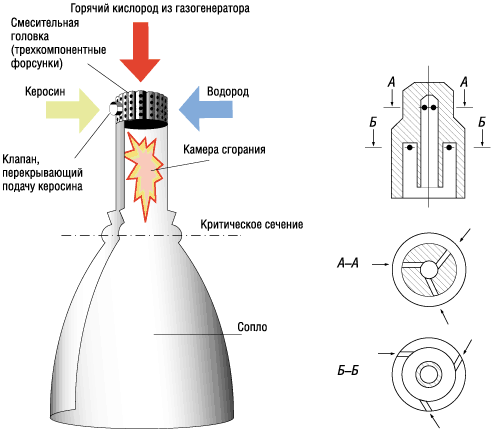 Горячий кислород из газогенератора
Смесительная
головка
(трехкомпонентные
форсунки)
Керосин
Водород
Клапан,
перекрывающий
подачу керосина
Камера сгорания
Критическое сечение
Сопло
А А
Б Б
А–А
Б–Б